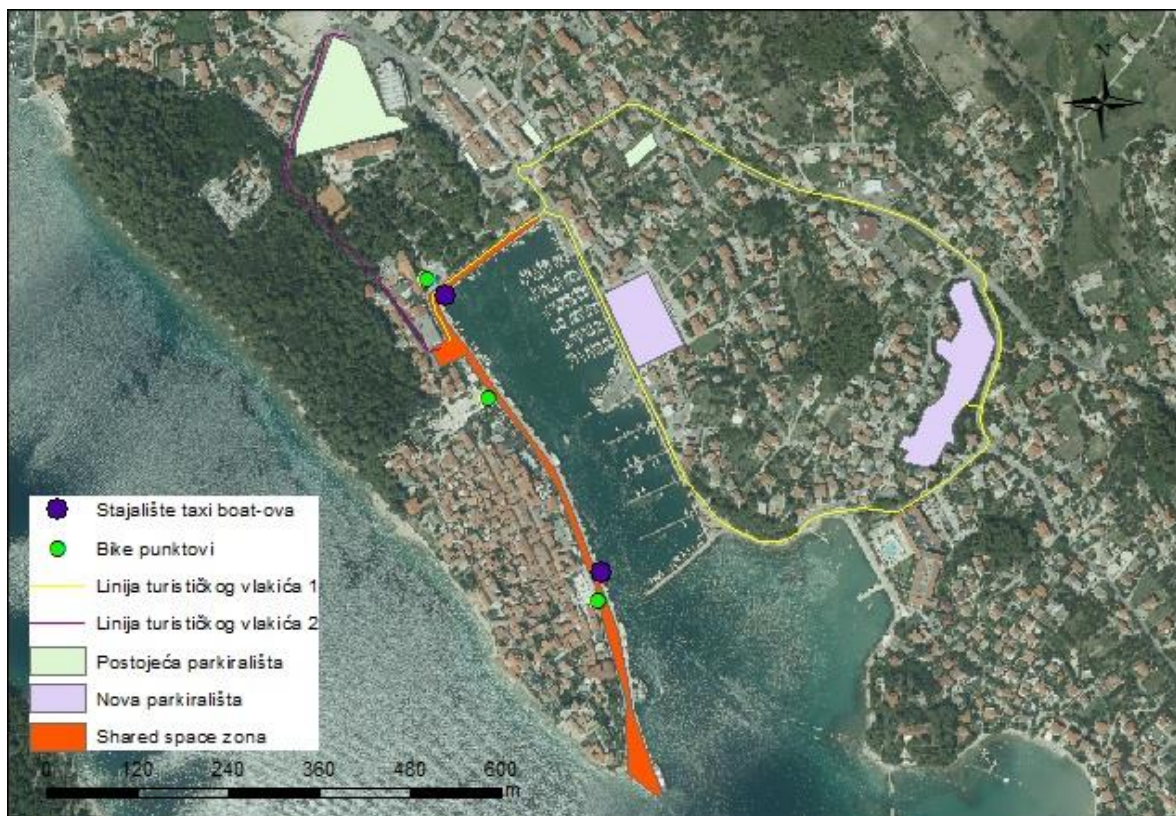 N
Stajalište taxi boat-ova
Bike punktovi
Linija turističkog vlakića 1
Linija turističkog vlakića 2
Postojeća parkirališta
Nova parkirališta
Shared space zona
0 120 240 360 480 600
m